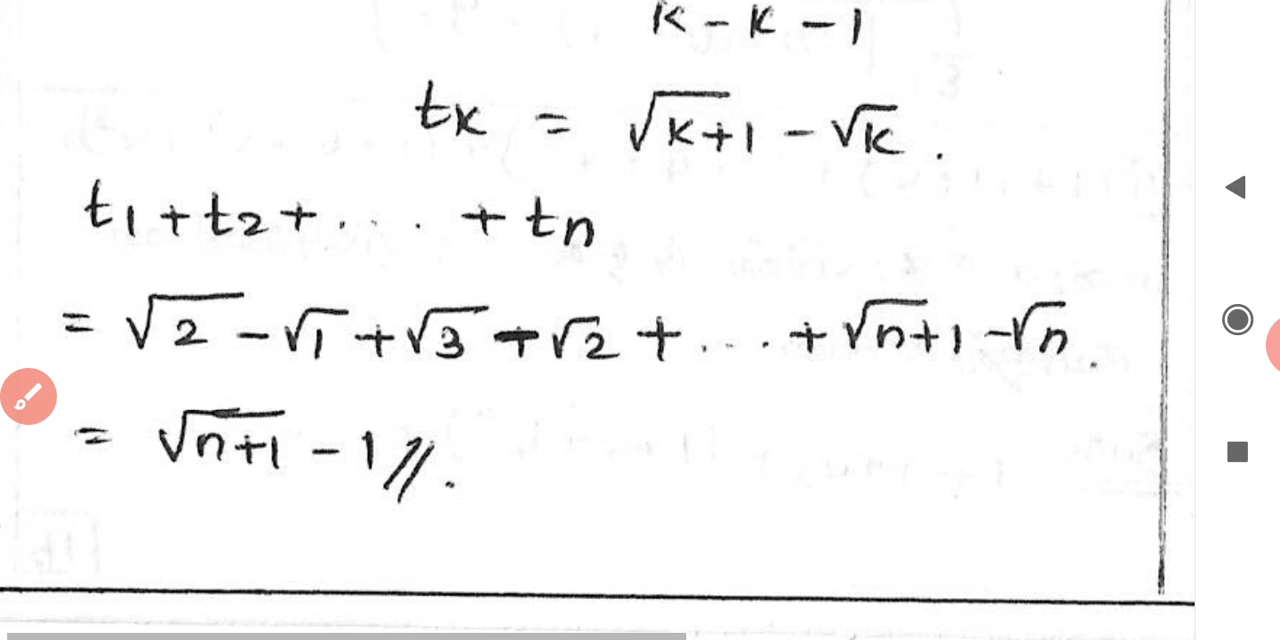 K - K - 1
tK = √K+1 - √K .
t1 + t2 + . . . . + tn
= √2 - √1 + √3 + √2 + . . . . + √n+1 - √n .
= √n+1 - 1 // .